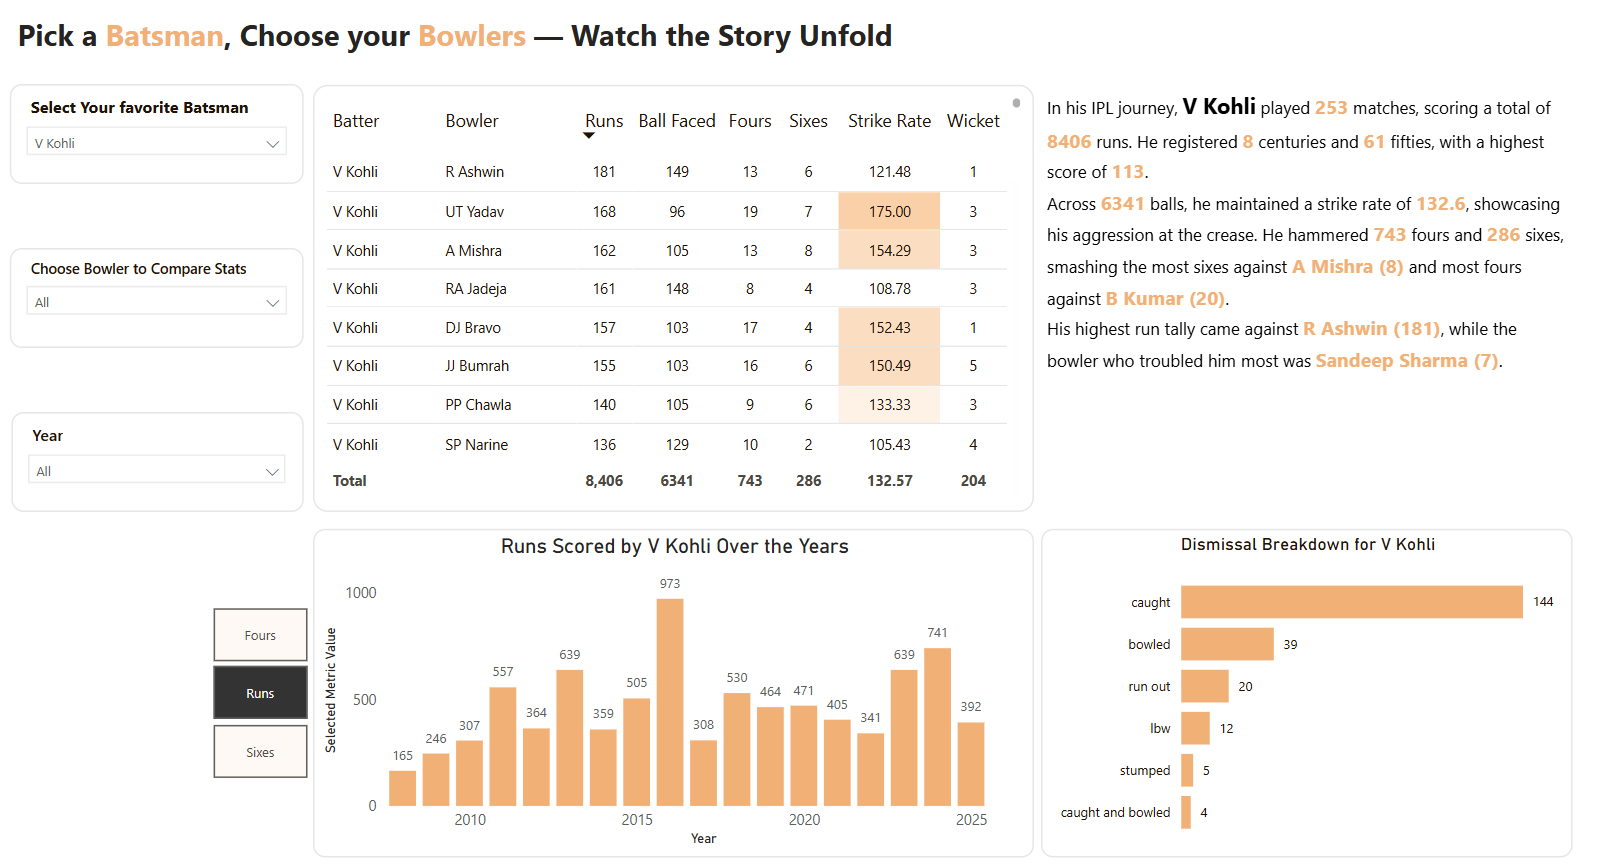 Pick a Batsman, Choose your Bowlers — Watch the Story Unfold
Select Your favorite Batsman
V Kohli
Choose Bowler to Compare Stats
All
Year
All
Batter Bowler Runs Ball Faced Fours Sixes Strike Rate Wicket
V Kohli R Ashwin 181 149 13 6 121.48 1
V Kohli UT Yadav 168 96 19 7 175.00 3
V Kohli A Mishra 162 105 13 8 154.29 3
V Kohli RA Jadeja 161 148 8 4 108.78 3
V Kohli DJ Bravo 157 103 17 4 152.43 1
V Kohli JJ Bumrah 155 103 16 6 150.49 5
V Kohli PP Chawla 140 105 9 6 133.33 3
V Kohli SP Narine 136 129 10 2 105.43 4
Total 8,406 6341 743 286 132.57 204
In his IPL journey, V Kohli played 253 matches, scoring a total of
8406 runs. He registered 8 centuries and 61 fifties, with a highest
score of 113.
Across 6341 balls, he maintained a strike rate of 132.6, showcasing
his aggression at the crease. He hammered 743 fours and 286 sixes,
smashing the most sixes against A Mishra (8) and most fours
against B Kumar (20).
His highest run tally came against R Ashwin (181), while the
bowler who troubled him most was Sandeep Sharma (7).
Fours
Runs
Sixes
Runs Scored by V Kohli Over the Years
Selected Metric Value
1000
500
0
165 246 307 557 364 639 359 505 973 308 530 464 471 405 341 639 741 392
2010 2015 2020 2025
Year
Dismissal Breakdown for V Kohli
caught 144
bowled 39
run out 20
lbw 12
stumped 5
caught and bowled 4